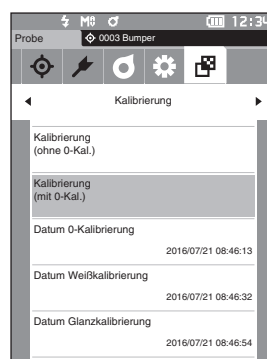 M 12:34
Probe 0003 Bumper
Kalibrierung
Kalibrierung
(ohne 0-Kal.)
Kalibrierung
(mit 0-Kal.)
Datum 0-Kalibrierung
2016/07/21 08:46:13
Datum Weißkalibrierung
2016/07/21 08:46:32
Datum Glanzkalibrierung
2016/07/21 08:46:54